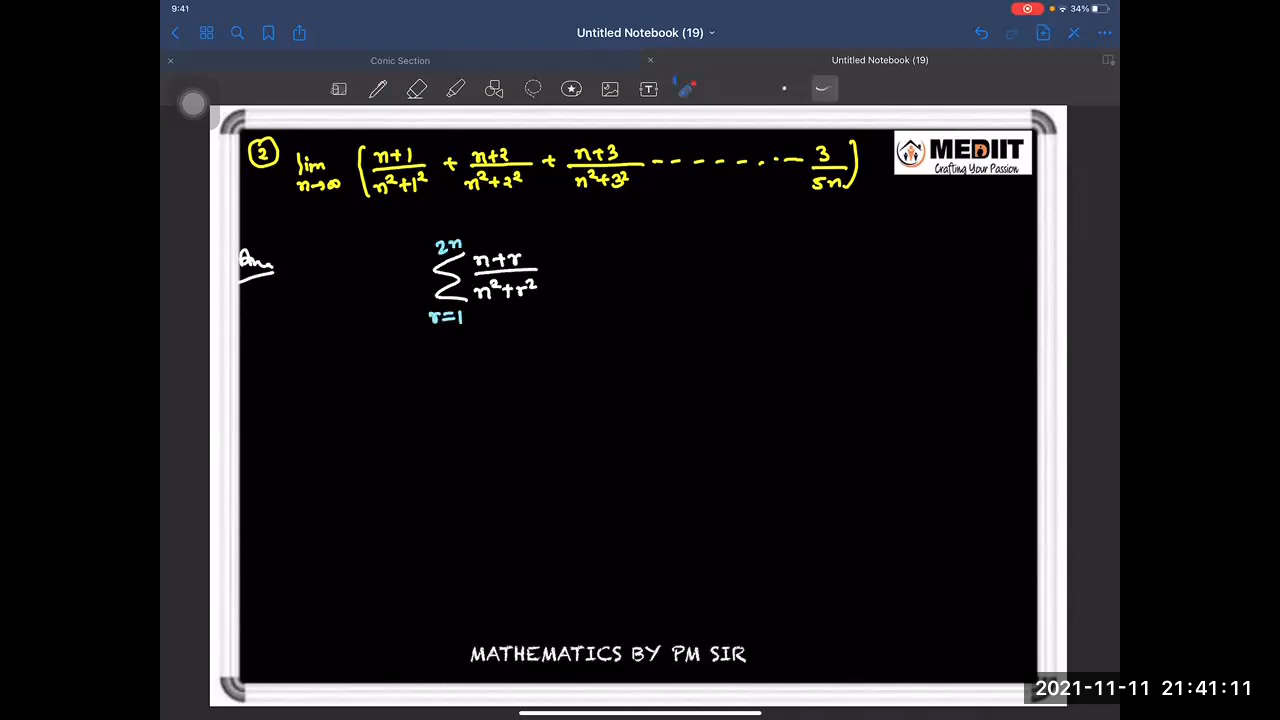 9:41
34%
Untitled Notebook (19)
Conic Section
Untitled Notebook (19)
② lim n→∞ ( n+1/n²+1² + n+2/n²+2² + n+3/n²+3² ---------- 3/5n )
MEDIIT
Crafting Your Passion
Ans
2n
∑ n+r/n²+r²
r=1
MATHEMATICS BY PM SIR
2021-11-11 21:41:11